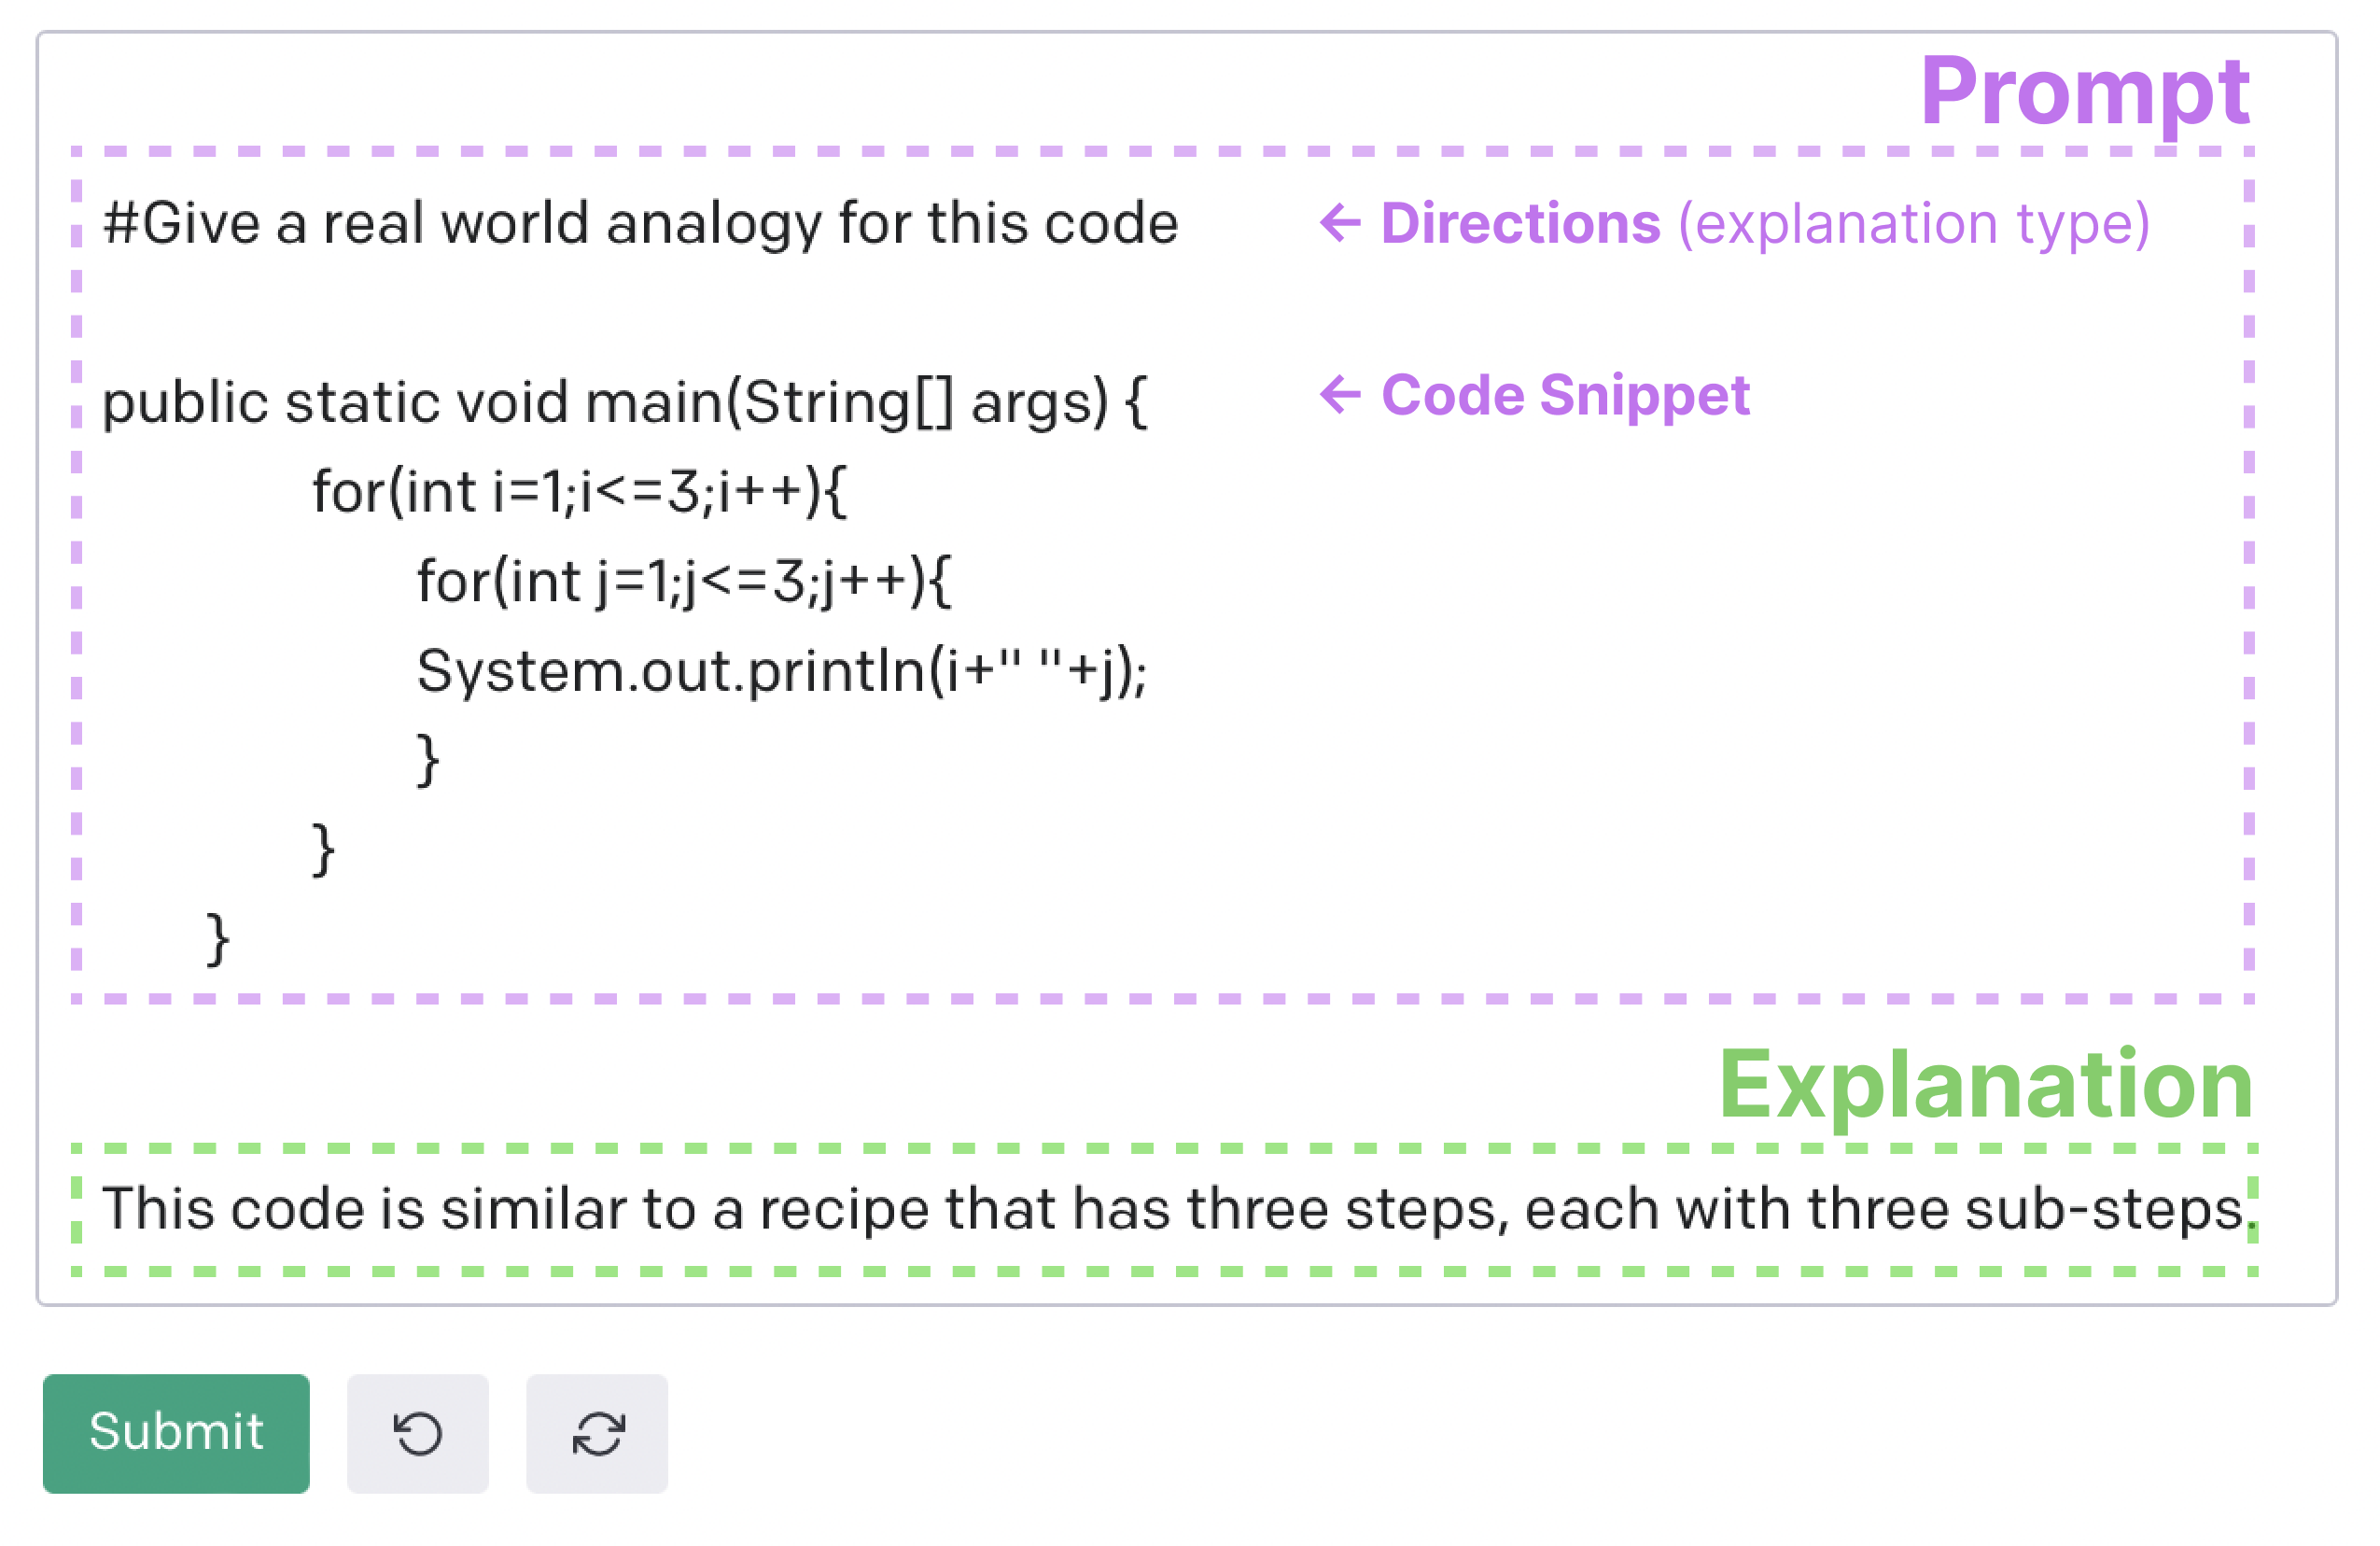 Prompt
#Give a real world analogy for this code ← Directions (explanation type)
public static void main(String[] args) { ← Code Snippet
for(int i=1;i<=3;i++){
for(int j=1;j<=3;j++){
System.out.println(i+" "+j);
}
}
}
Explanation
This code is similar to a recipe that has three steps, each with three sub-steps.
Submit